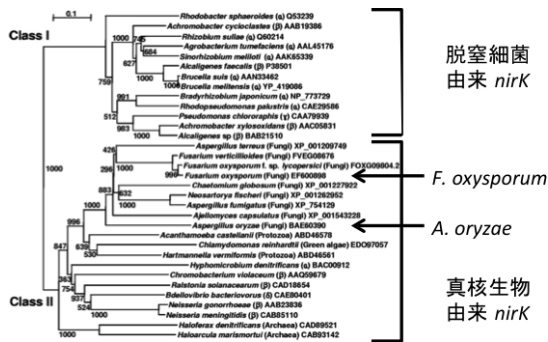 0.1
Class I
Rhodobacter sphaeroides (α) Q53239
Achromobacter cycloclastes (β) AAB19386
Rhizobium sullae (α) Q60214
Agrobacterium tumefaciens (α) AAL45176
Sinorhizobium meliloti (α) AAK65339
Alcaligenes faecalis (β) P38501
Brucella suis (α) AAN33462
Brucella melitensis (α) YP_419086
Bradyrhizobium japonicum (α) NP_773729
Rhodopseudomonas palustris (α) CAE29586
Pseudomonas chlororaphis (γ) CAA79939
Achromobacter xylosoxidans (β) AAC05831
Alcaligenes sp (β) BAB21510
Aspergillus terreus (Fungi) XP_001209749
Fusarium verticillioides (Fungi) FVEG08676
Fusarium oxysporum f. sp. lycopersici (Fungi) FOXG09804.2
Fusarium oxysporum (Fungi) EF600898
Chaetomium globosum (Fungi) XP_001227922
Neosartorya fischeri (Fungi) XP_001262952
Aspergillus fumigatus (Fungi) XP_754129
Ajellomyces capsulatus (Fungi) XP_001543228
Aspergillus oryzae (Fungi) BAE60390
Acanthamoeba castellanii (Protozoa) ABD46578
Chlamydomonas reinhardtii (Green algae) EDO97057
Hartmannella vermiformis (Protozoa) ABD46561
Hyphomicrobium denitrificans (α) BAC00912
Chromobacterium violaceum (β) AAQ59679
Ralstonia solanacearum (β) CAD18654
Bdellovibrio bacteriovorus (δ) CAE80401
Neisseria gonorrhoeae (β) AAB23836
Neisseria meningitidis (β) CAB85110
Haloferax denitrificans (Archaea) CAD89521
Haloarcula marismortui (Archaea) CAB93142
Class II
1000
745
684
627
1000
1000
759
991
512
983
1000
426
296
996
883
632
1000
1000
1000
996
639
530
847
363
754
937
524
1000
1000
脱窒細菌
由来 nirK
F. oxysporum
A. oryzae
真核生物
由来 nirK